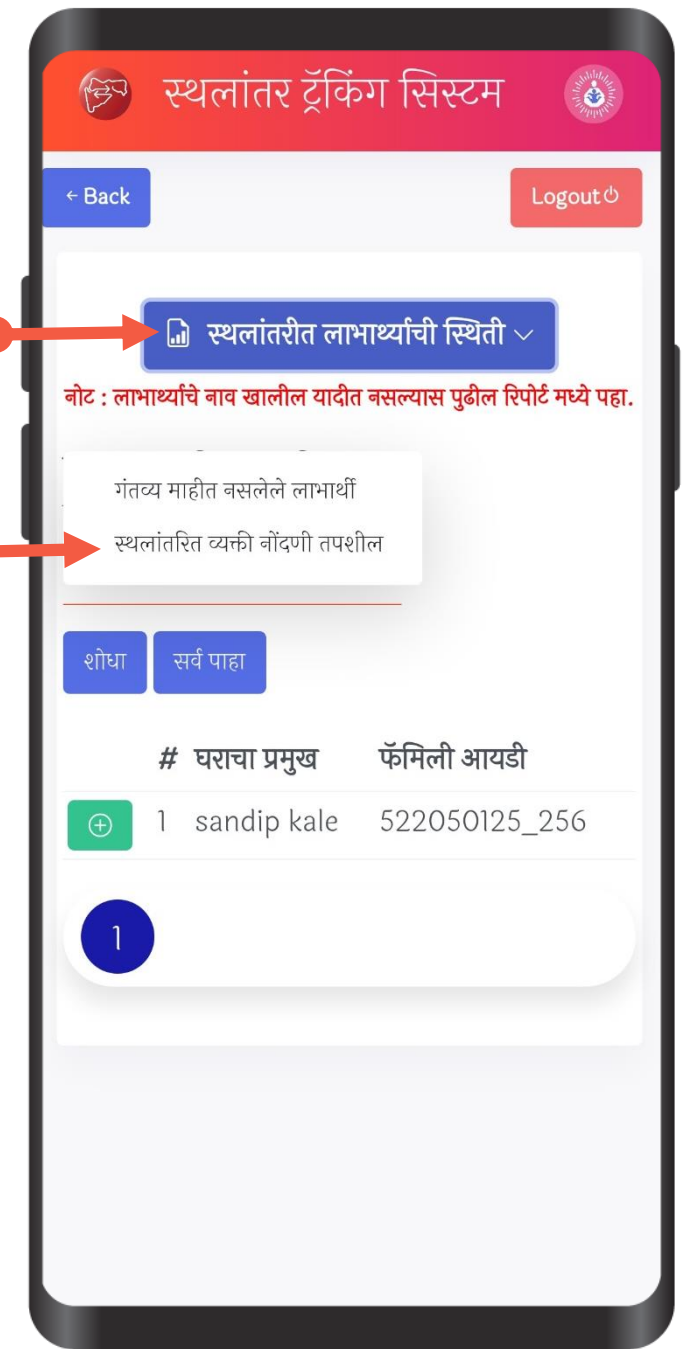 स्थलांतर ट्रॅकिंग सिस्टम
← Back
Logout
स्थलांतरीत लाभार्थ्यांची स्थिती
नोट : लाभार्थ्यांचे नाव खालील यादीत नसल्यास पुढील रिपोर्ट मध्ये पहा.
गंतव्य माहीत नसलेले लाभार्थी
स्थलांतरित व्यक्ती नोंदणी तपशील
शोधा सर्व पाहा
# घराचा प्रमुख फॅमिली आयडी
1 sandip kale 522050125_256
1